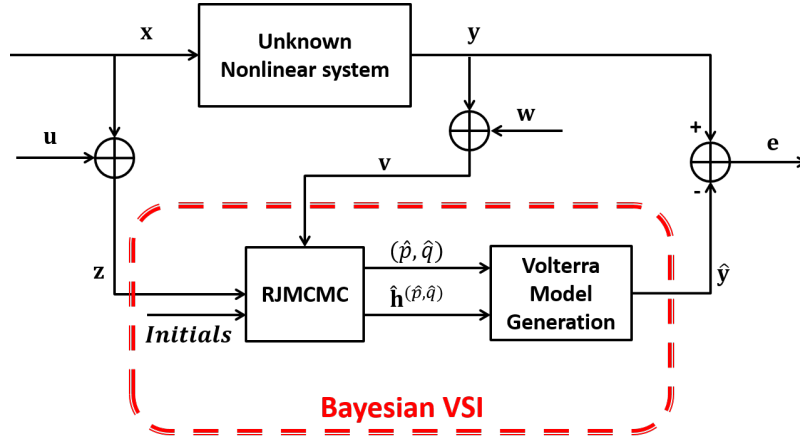 x
Unknown
Nonlinear system
y
u
w
+
e
v
-
z
RJMCMC
(p̂, q̂)
ĥ^(p̂,q̂)
Volterra
Model
Generation
ŷ
Initials
Bayesian VSI